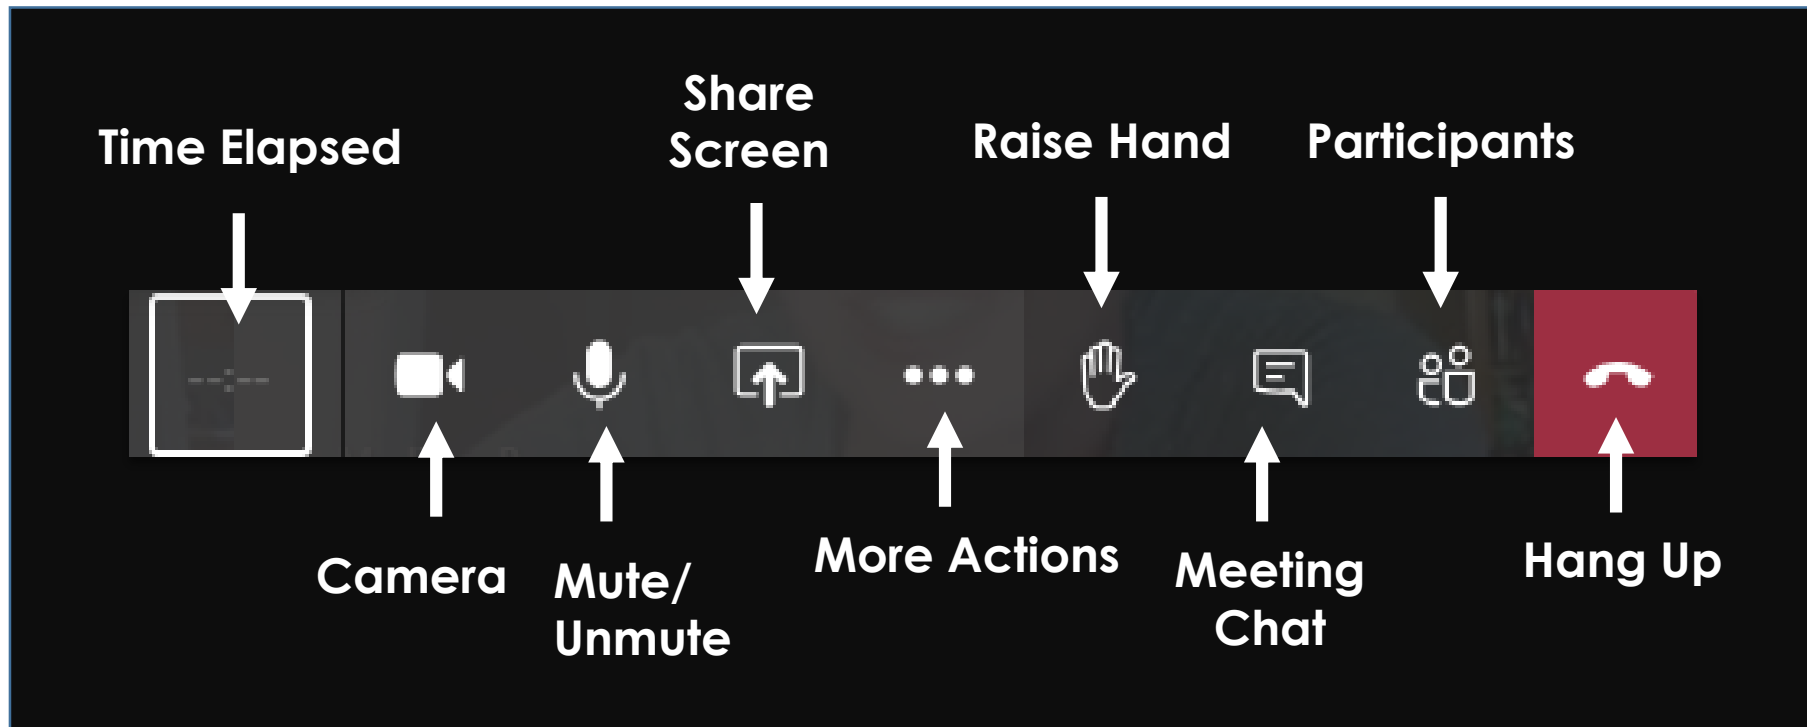 Time Elapsed
Share
Screen
Raise Hand
Participants
--:--
Camera
Mute/
Unmute
More Actions
Meeting
Chat
Hang Up